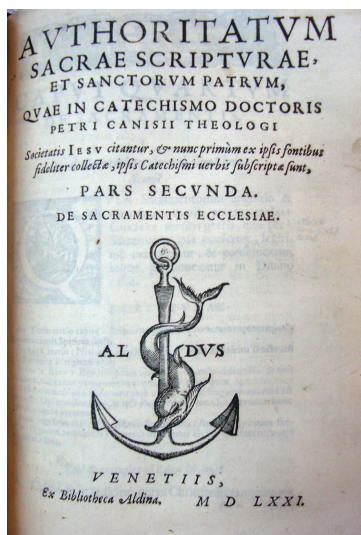 AVTHORITATVM
SACRAE SCRIPTVRAE,
ET SANCTORVM PATRVM,
QVAE IN CATECHISMO DOCTORIS
PETRI CANISII THEOLOGI
Societatis IESV citantur, & nunc primùm ex ipsis fontibus
fideliter collectæ, ipsis Catechismi uerbis subscriptæ sunt,
PARS SECVNDA.
DE SACRAMENTIS ECCLESIAE.
AL DVS
VENETIIS,
Ex Bibliotheca Aldina. M D LXXI.